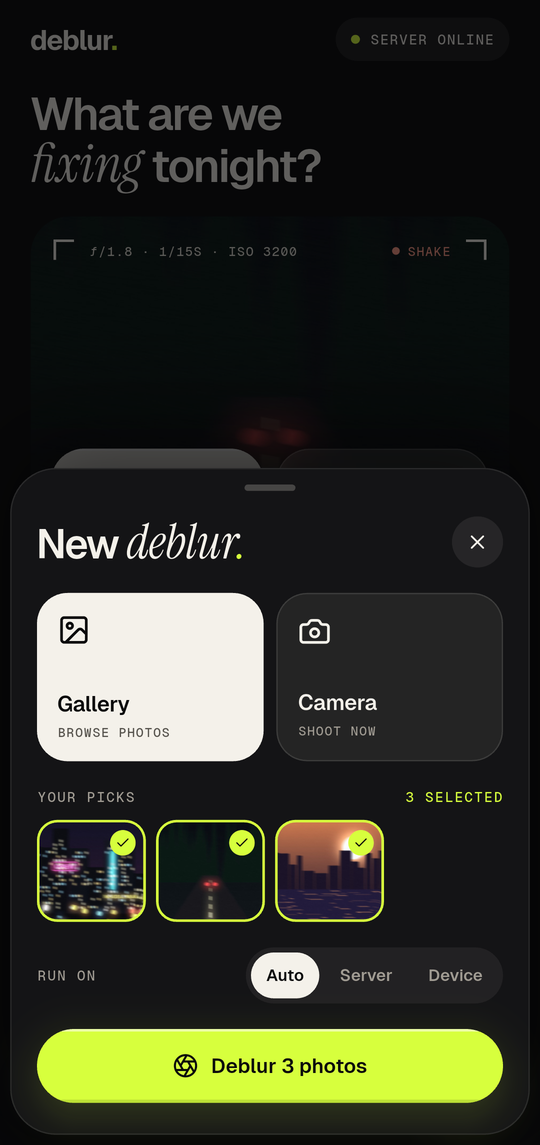 deblur.
SERVER ONLINE
What are we
fixing tonight?
f/1.8 · 1/15S · ISO 3200
SHAKE
New deblur.
Gallery
BROWSE PHOTOS
Camera
SHOOT NOW
YOUR PICKS
3 SELECTED
RUN ON
Auto
Server
Device
Deblur 3 photos